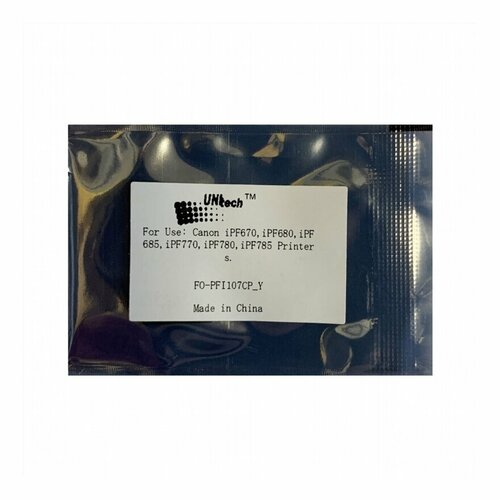 UNItech™
For Use: Canon iPF670,iPF680,iPF
685,iPF770,iPF780,iPF785 Printer
s.
FO-PFI107CP_Y
Made in China